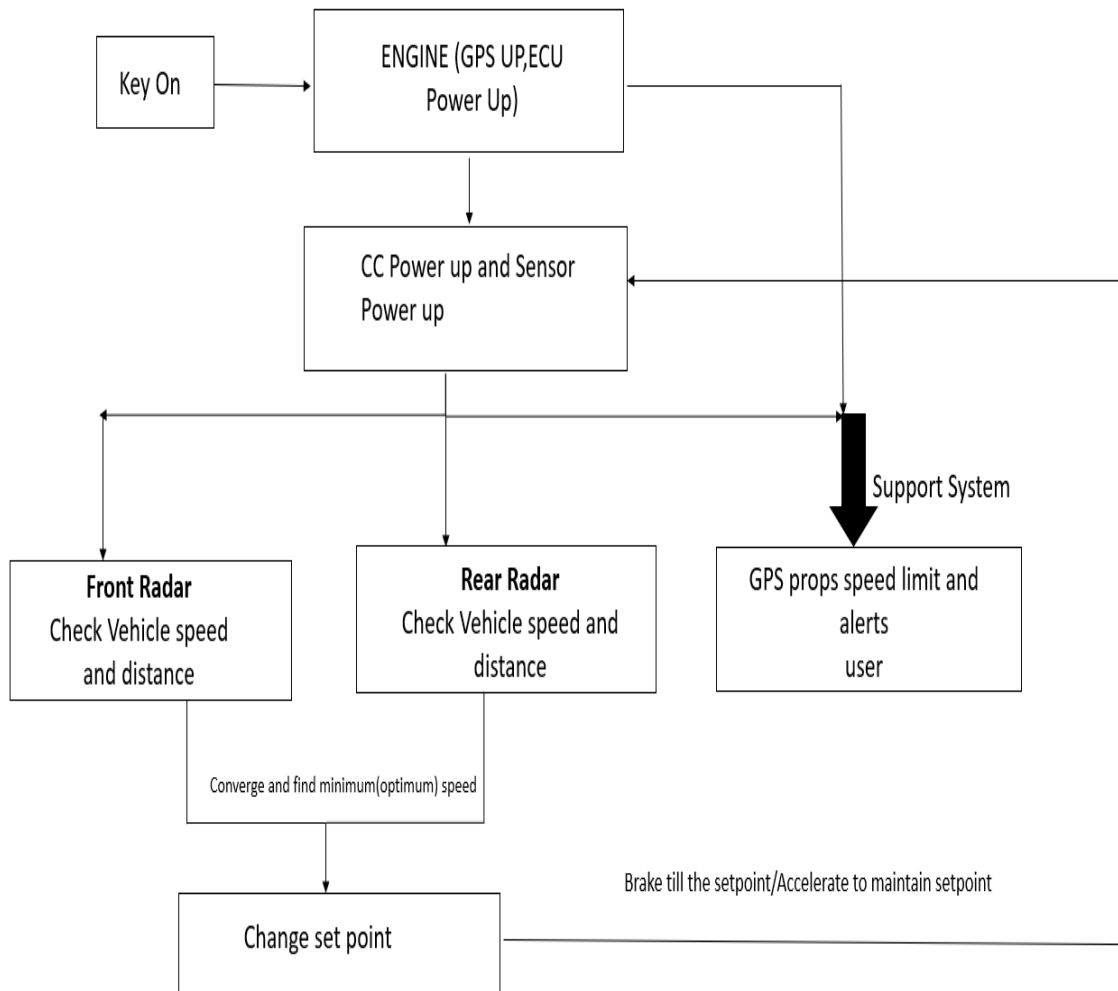 Key On
ENGINE (GPS UP,ECU
Power Up)
CC Power up and Sensor
Power up
Support System
Front Radar
Check Vehicle speed
and distance
Rear Radar
Check Vehicle speed and
distance
GPS props speed limit and
alerts
user
Converge and find minimum(optimum) speed
Brake till the setpoint/Accelerate to maintain setpoint
Change set point